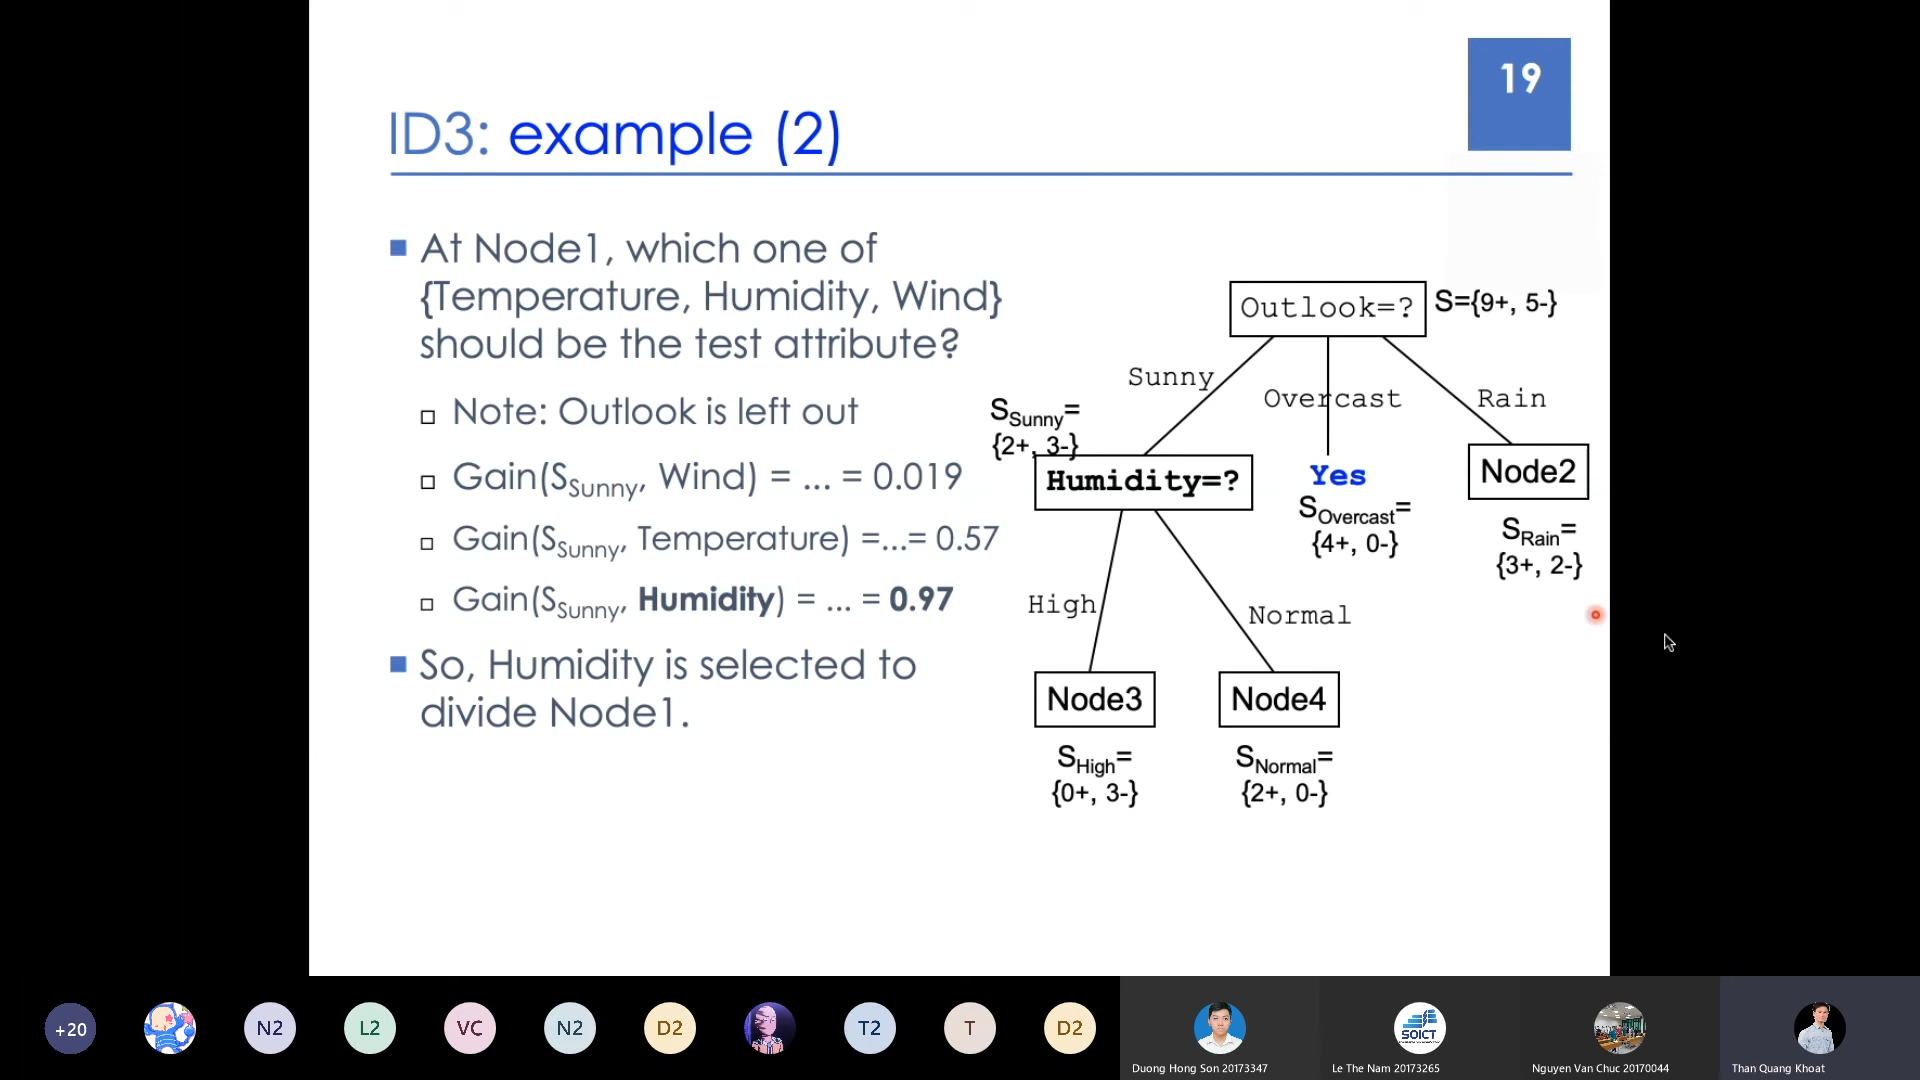 19
ID3: example (2)
At Node1, which one of
{Temperature, Humidity, Wind}
should be the test attribute?
Note: Outlook is left out
Gain(SSunny, Wind) = ... = 0.019
Gain(SSunny, Temperature) =...= 0.57
Gain(SSunny, Humidity) = ... = 0.97
So, Humidity is selected to
divide Node1.
Outlook=? S={9+, 5-}
Sunny
Overcast
Rain
SSunny=
{2+, 3-}
Humidity=?
Yes
SOvercast=
{4+, 0-}
Node2
SRain=
{3+, 2-}
High
Normal
Node3
SHigh=
{0+, 3-}
Node4
SNormal=
{2+, 0-}
+20
N2
L2
VC
N2
D2
T2
T
D2
SOICT
Duong Hong Son 20173347
Le The Nam 20173265
Nguyen Van Chuc 20170044
Than Quang Khoat